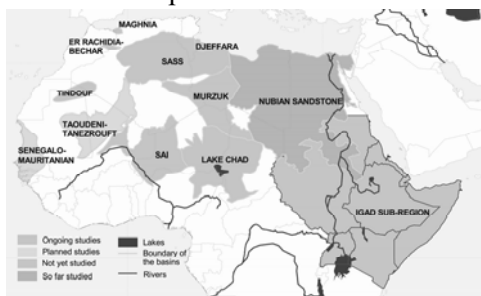 MAGHNIA
ER RACHIDIA-
BECHAR
DJEFFARA
SASS
TINDOUF
MURZUK
NUBIAN SANDSTONE
TAOUDENI-
TANEZROUFT
SENEGALO-
MAURITANIAN
SAI
LAKE CHAD
IGAD SUB-REGION
Ongoing studies
Planned studies
Not yet studied
So far studied
Lakes
Boundary of
the basins
Rivers